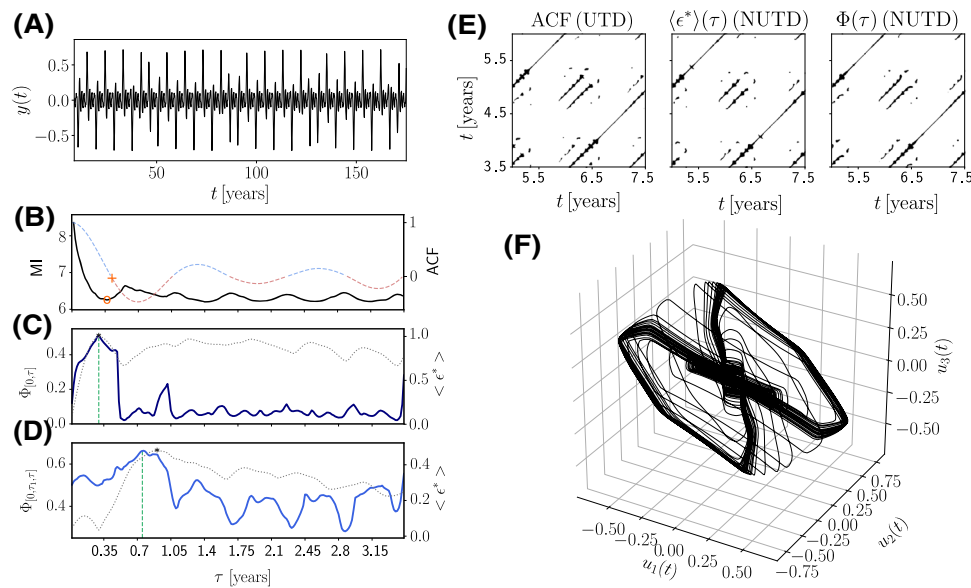 (A)
y(t)
0.5
0.0
−0.5
50
100
150
t [years]
(B)
MI
8
7
6
1
0
ACF
(C)
Φ[0,τ]
0.4
0.2
0.0
1.0
0.5
0.0
< ϵ* >
(D)
Φ[0,τ1,τ]
0.6
0.4
0.4
0.2
0.0
< ϵ* >
0.35 0.7 1.05 1.4 1.75 2.1 2.45 2.8 3.15
τ [years]
(E)
ACF (UTD) ⟨ϵ*⟩(τ) (NUTD) Φ(τ) (NUTD)
t [years]
5.5
4.5
3.5
5.5 6.5 7.5 5.5 6.5 7.5 5.5 6.5 7.5
t [years] t [years] t [years]
(F)
0.50
0.25
0.00
−0.25
−0.50
u3(t)
0.75
0.50
0.25
0.00
−0.25
−0.50
−0.75
u2(t)
−0.50
−0.25
0.00
0.25
0.50
u1(t)